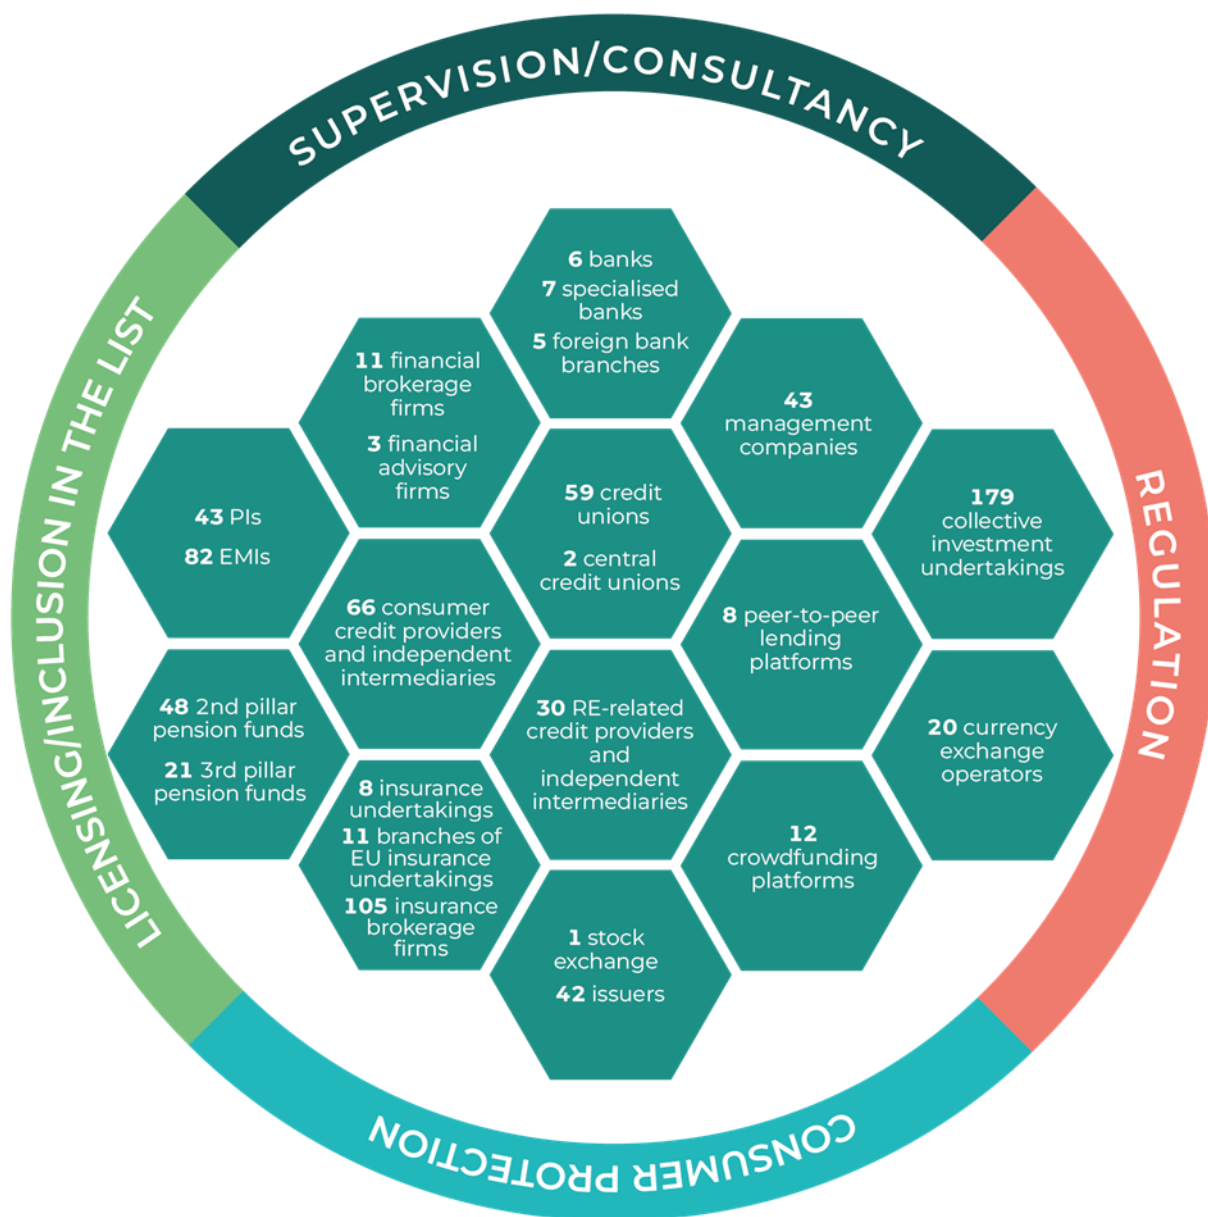 SUPERVISION/CONSULTANCY
REGULATION
CONSUMER PROTECTION
LICENSING/INCLUSION IN THE LIST
6 banks
7 specialised
banks
5 foreign bank
branches
11 financial
brokerage
firms
3 financial
advisory
firms
43
management
companies
43 PIs
82 EMIs
59 credit
unions
2 central
credit unions
179
collective
investment
undertakings
66 consumer
credit providers
and independent
intermediaries
8 peer-to-peer
lending
platforms
48 2nd pillar
pension funds
21 3rd pillar
pension funds
30 RE-related
credit providers
and
independent
intermediaries
20 currency
exchange
operators
8 insurance
undertakings
11 branches of
EU insurance
undertakings
105 insurance
brokerage
firms
12
crowdfunding
platforms
1 stock
exchange
42 issuers